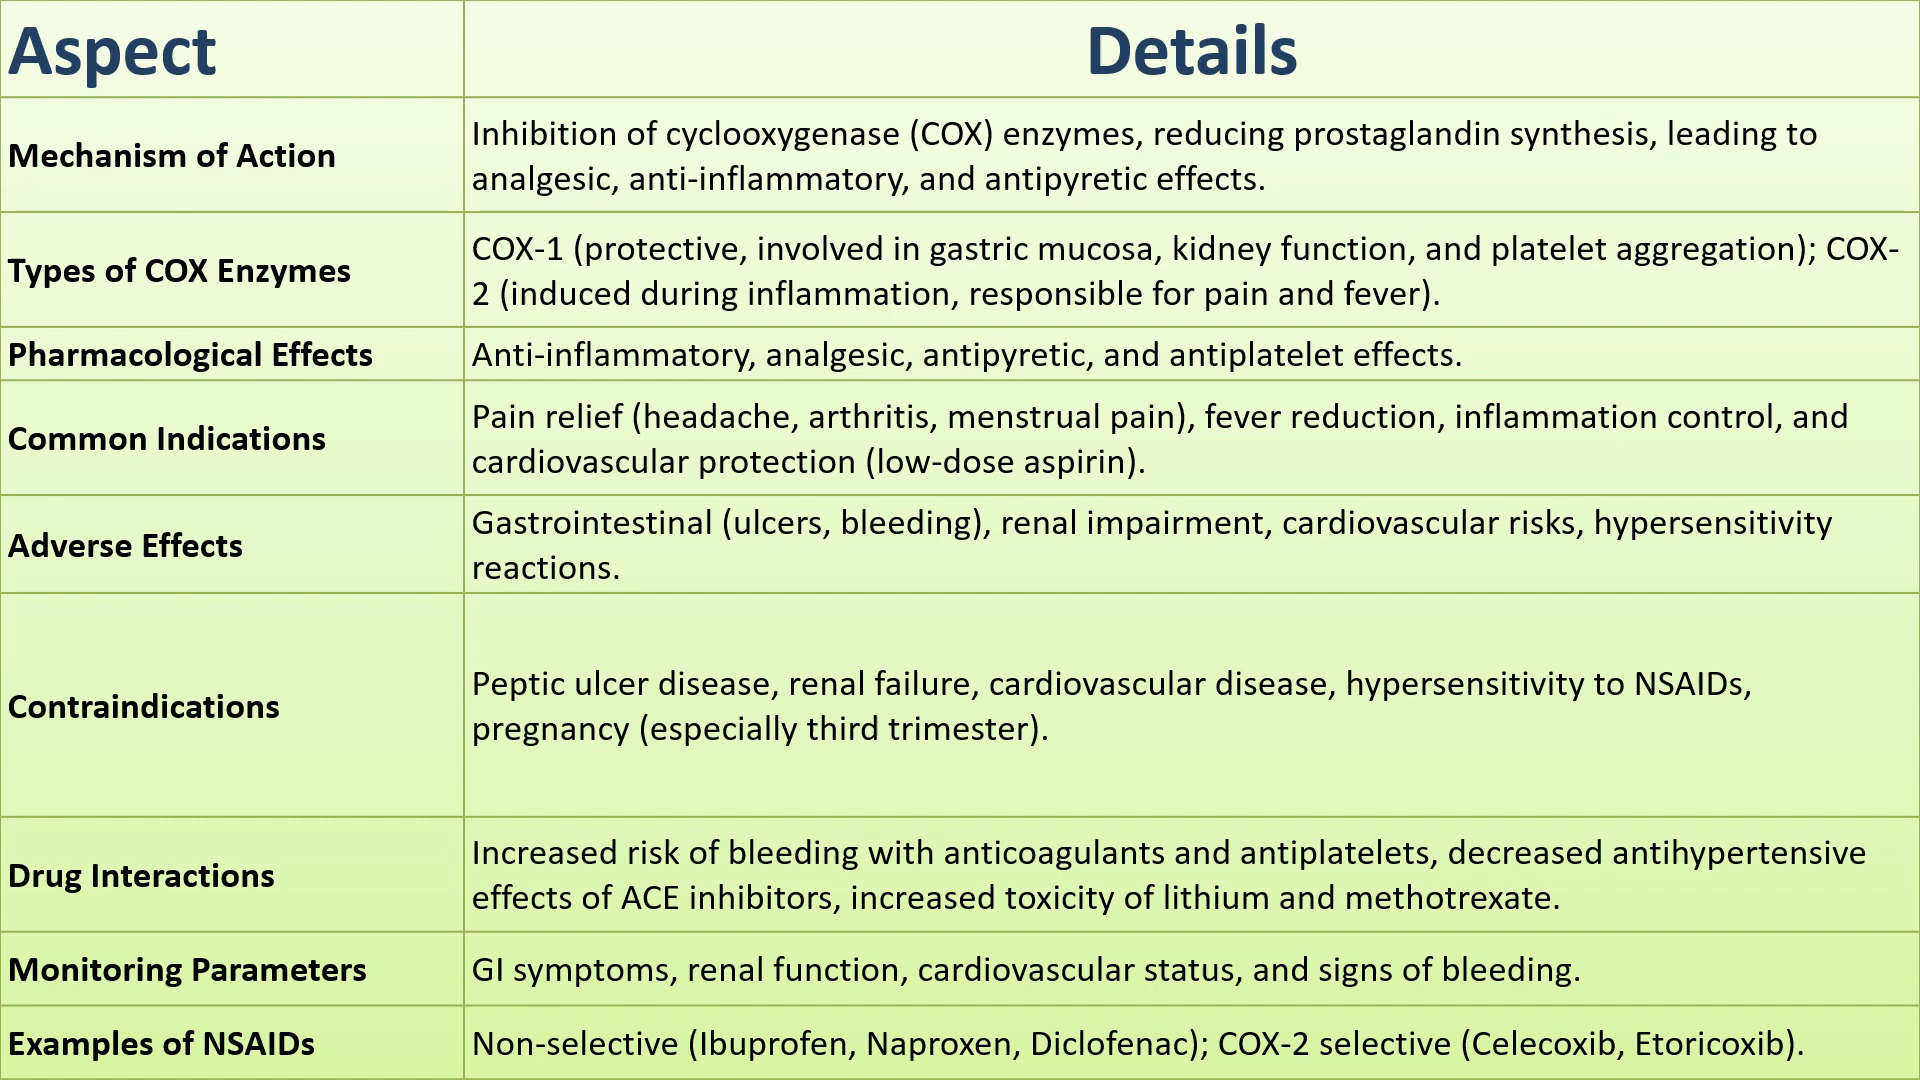 Aspect
Details
Mechanism of Action
Inhibition of cyclooxygenase (COX) enzymes, reducing prostaglandin synthesis, leading to
analgesic, anti-inflammatory, and antipyretic effects.
Types of COX Enzymes
COX-1 (protective, involved in gastric mucosa, kidney function, and platelet aggregation); COX-
2 (induced during inflammation, responsible for pain and fever).
Pharmacological Effects
Anti-inflammatory, analgesic, antipyretic, and antiplatelet effects.
Common Indications
Pain relief (headache, arthritis, menstrual pain), fever reduction, inflammation control, and
cardiovascular protection (low-dose aspirin).
Adverse Effects
Gastrointestinal (ulcers, bleeding), renal impairment, cardiovascular risks, hypersensitivity
reactions.
Contraindications
Peptic ulcer disease, renal failure, cardiovascular disease, hypersensitivity to NSAIDs,
pregnancy (especially third trimester).
Drug Interactions
Increased risk of bleeding with anticoagulants and antiplatelets, decreased antihypertensive
effects of ACE inhibitors, increased toxicity of lithium and methotrexate.
Monitoring Parameters
GI symptoms, renal function, cardiovascular status, and signs of bleeding.
Examples of NSAIDs
Non-selective (Ibuprofen, Naproxen, Diclofenac); COX-2 selective (Celecoxib, Etoricoxib).